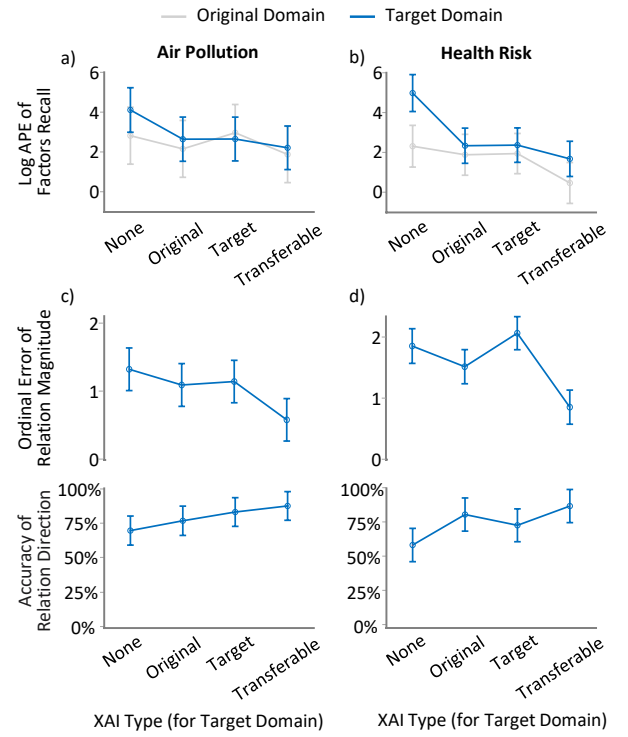 Original Domain
Target Domain
a)
Air Pollution
b)
Health Risk
Log APE of
Factors Recall
6
4
2
0
6
4
2
0
None
Original
Target
Transferable
None
Original
Target
Transferable
c)
d)
Ordinal Error of
Relation Magnitude
2
1
0
2
1
0
Accuracy of
Relation Direction
100%
75%
50%
25%
0%
100%
75%
50%
25%
0%
None
Original
Target
Transferable
None
Original
Target
Transferable
XAI Type (for Target Domain)
XAI Type (for Target Domain)